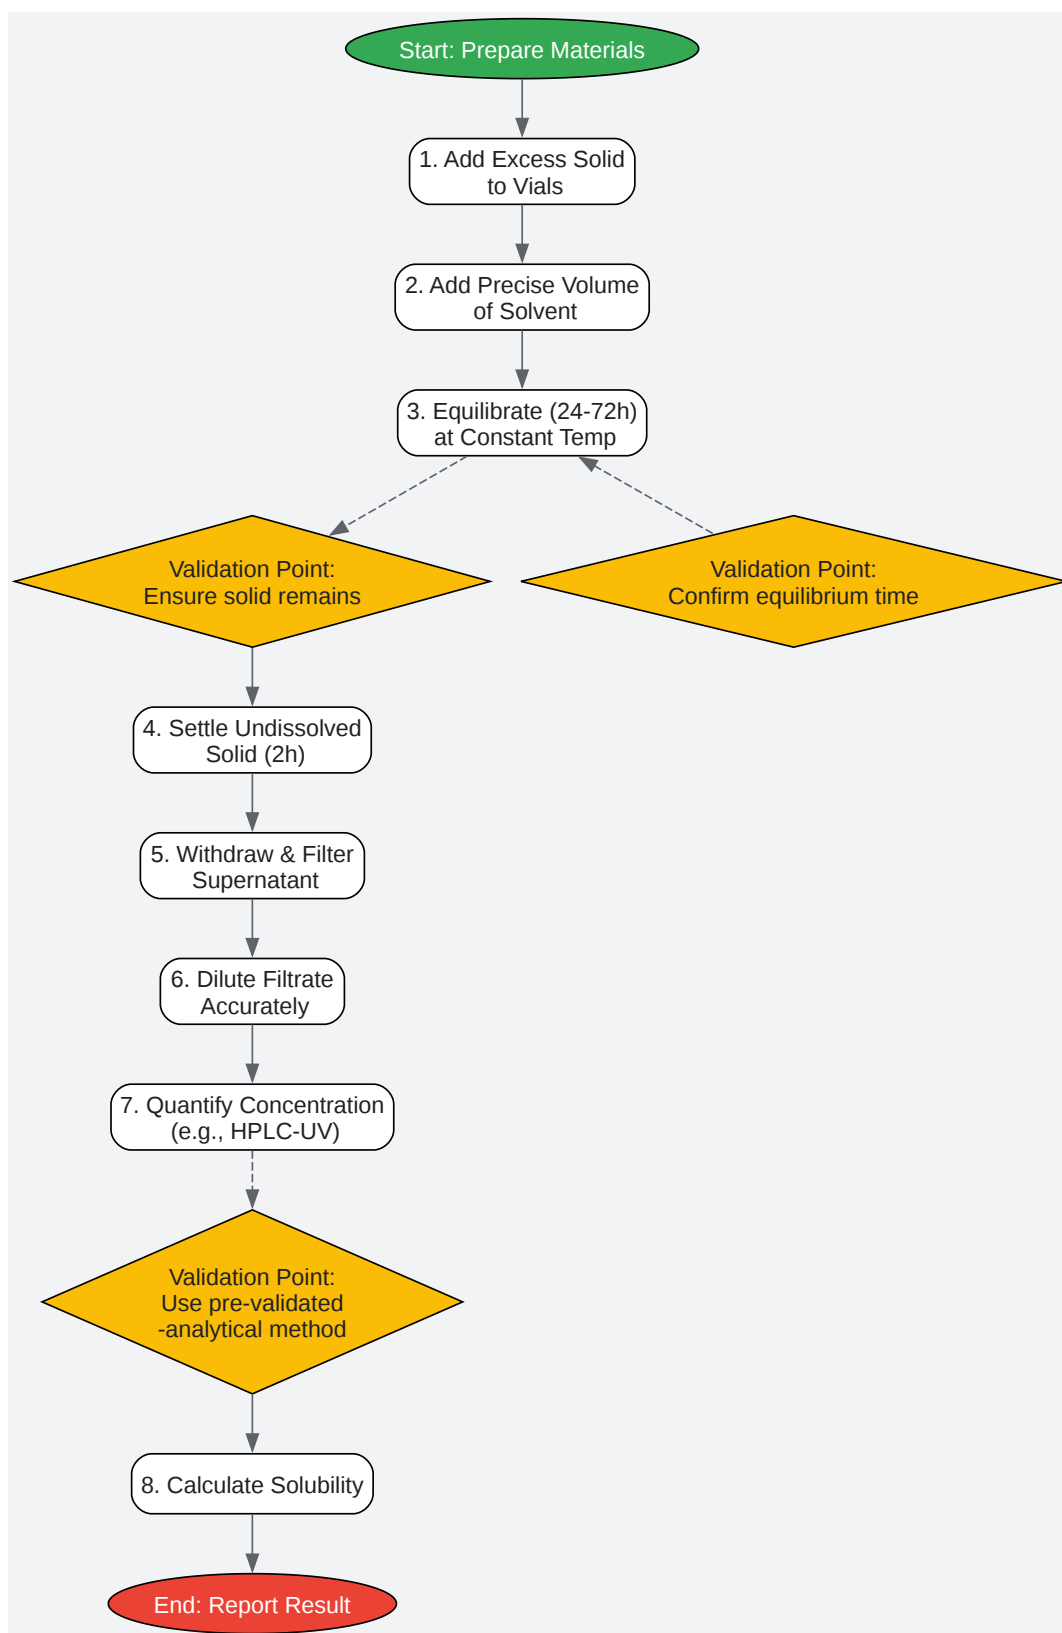 Start: Prepare Materials
1. Add Excess Solid
to Vials
2. Add Precise Volume
of Solvent
3. Equilibrate (24-72h)
at Constant Temp
Validation Point:
Ensure solid remains
Validation Point:
Confirm equilibrium time
4. Settle Undissolved
Solid (2h)
5. Withdraw & Filter
Supernatant
6. Dilute Filtrate
Accurately
7. Quantify Concentration
(e.g., HPLC-UV)
Validation Point:
Use pre-validated
-analytical method
8. Calculate Solubility
End: Report Result